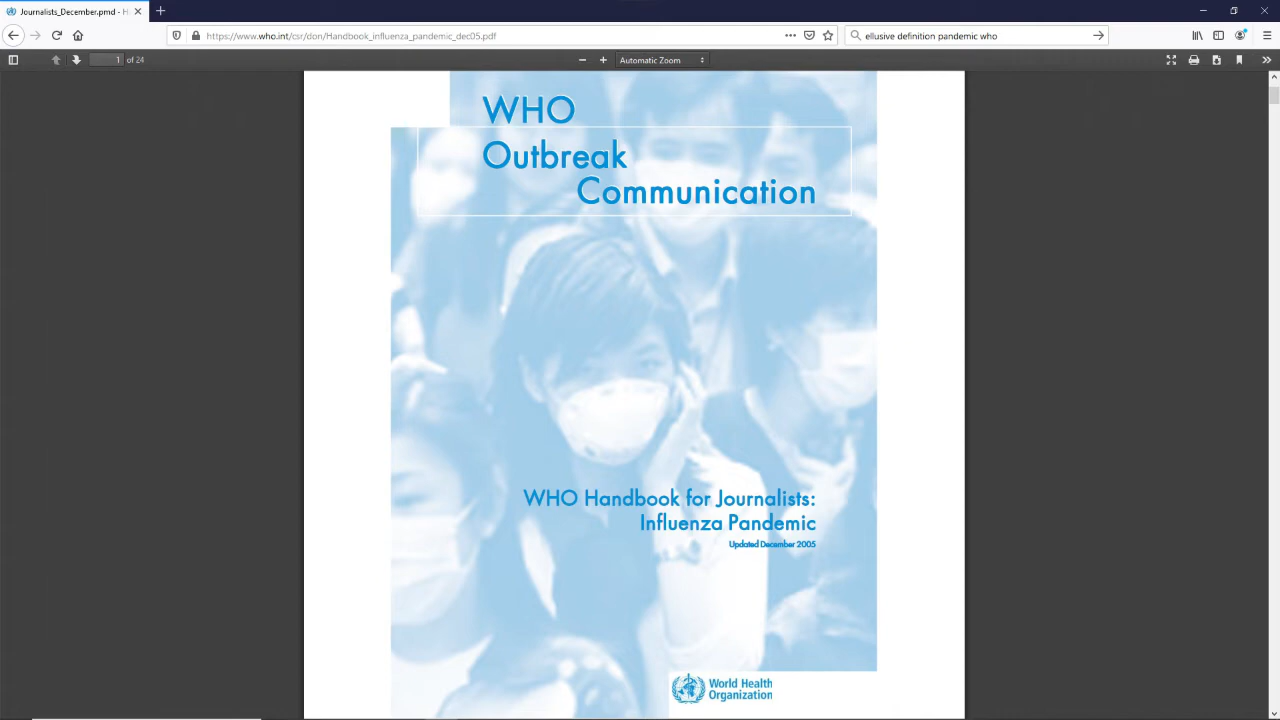 Journalists_December.pmd - H
https://www.who.int/csr/don/Handbook_influenza_pandemic_dec05.pdf
ellusive definition pandemic who
1 of 24
Automatic Zoom
WHO
Outbreak
Communication
WHO Handbook for Journalists:
Influenza Pandemic
Updated December 2005
World Health
Organization